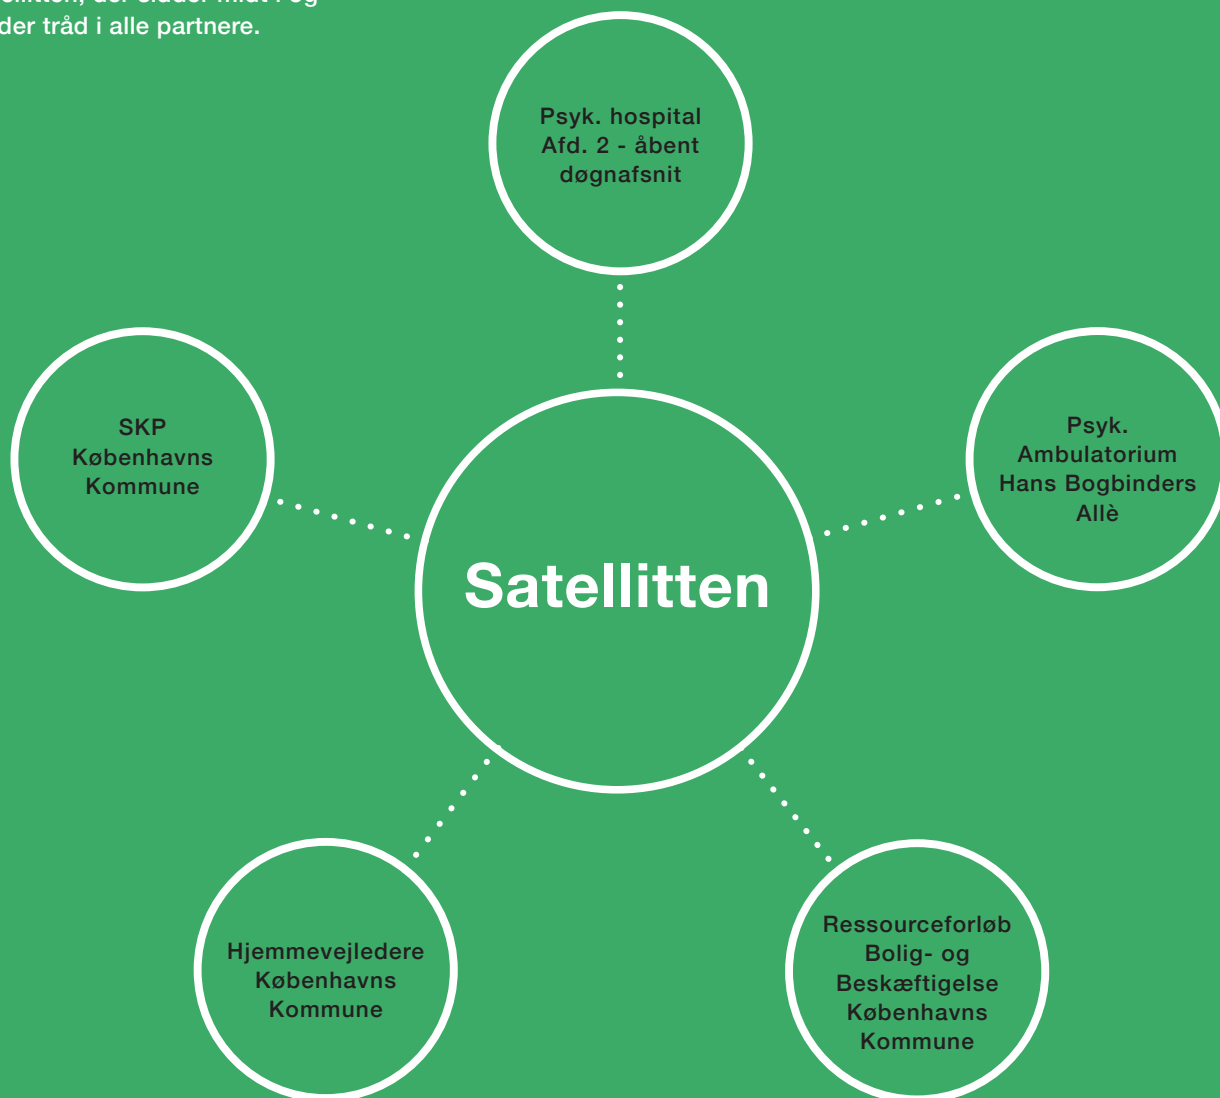 der tråd i alle partnere.
Psyk. hospital
Afd. 2 - åbent
døgnafsnit
SKP
Københavns
Kommune
Psyk.
Ambulatorium
Hans Bogbinders
Allè
Satellitten
Hjemmevejledere
Københavns
Kommune
Ressourceforløb
Bolig- og
Beskæftigelse
Københavns
Kommune